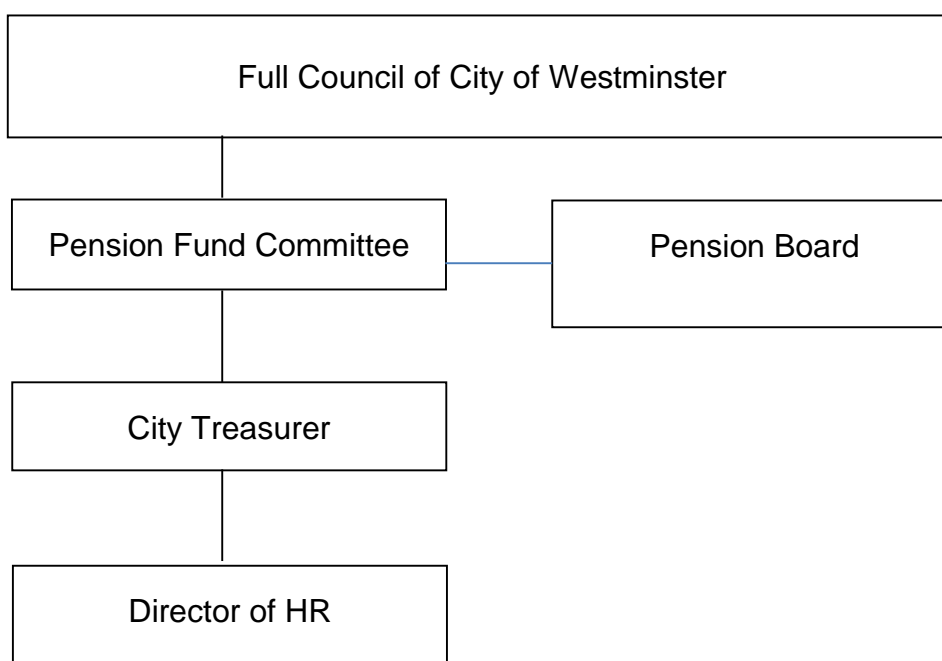 Full Council of City of Westminster
Pension Fund Committee
Pension Board
City Treasurer
Director of HR